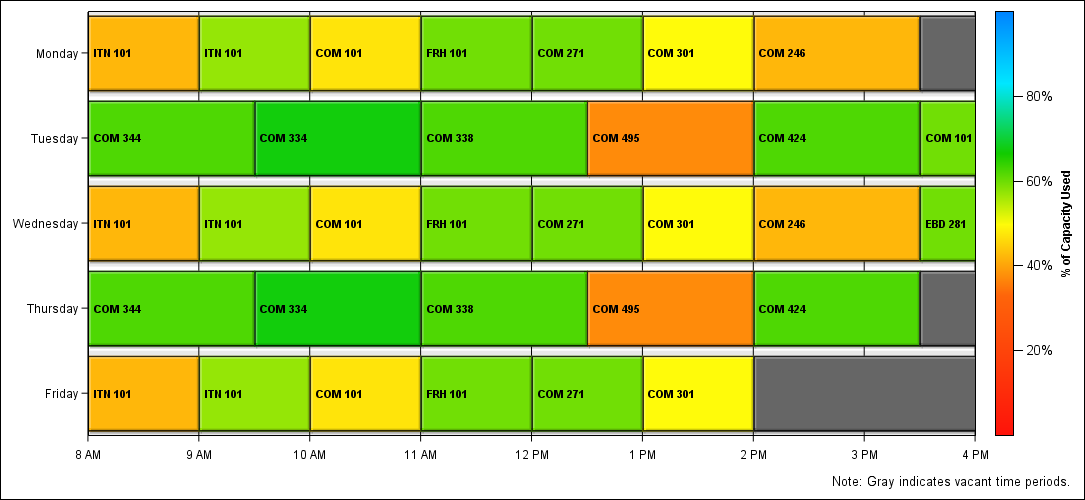 Monday
ITN 101
ITN 101
COM 101
FRH 101
COM 271
COM 301
COM 246
Tuesday
COM 344
COM 334
COM 338
COM 495
COM 424
COM 101
Wednesday
ITN 101
ITN 101
COM 101
FRH 101
COM 271
COM 301
COM 246
EBD 281
Thursday
COM 344
COM 334
COM 338
COM 495
COM 424
Friday
ITN 101
ITN 101
COM 101
FRH 101
COM 271
COM 301
8 AM
9 AM
10 AM
11 AM
12 PM
1 PM
2 PM
3 PM
4 PM
80%
60%
40%
20%
% of Capacity Used
Note: Gray indicates vacant time periods.